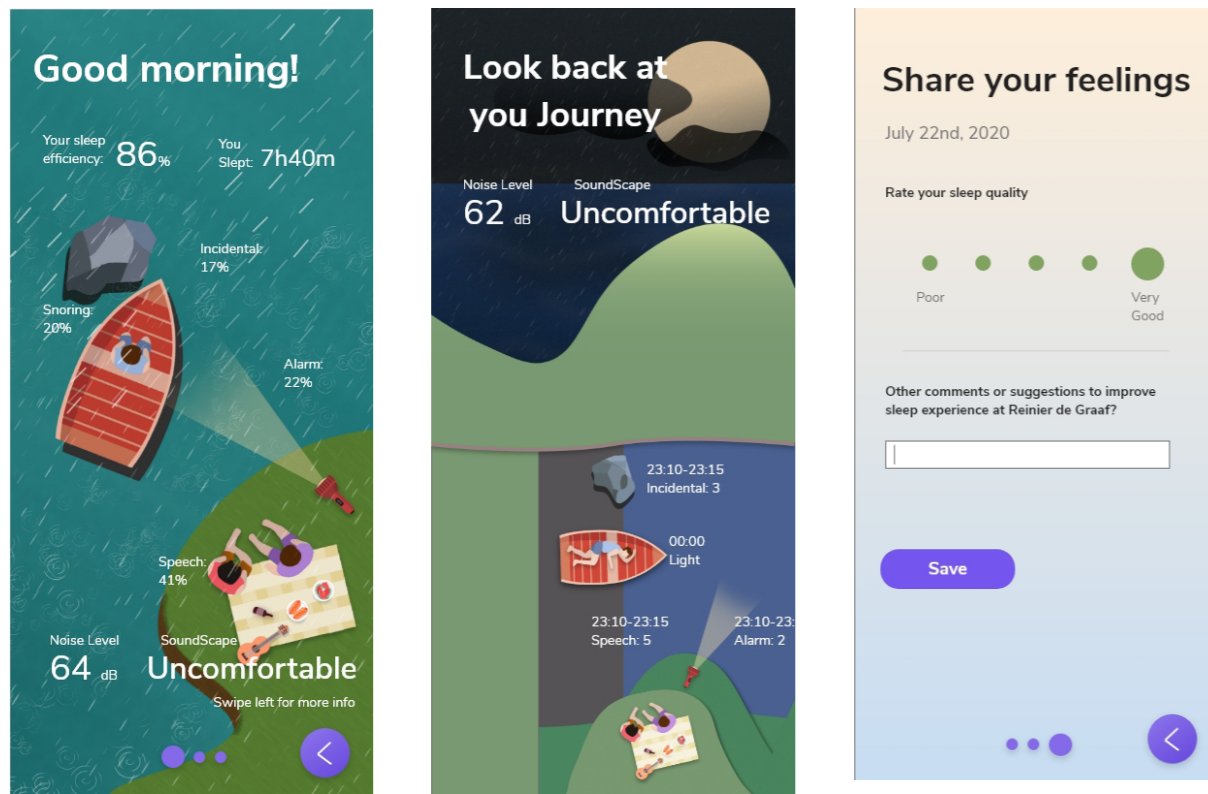 Good morning!
Your sleep
efficiency: 86%
You
Slept: 7h40m
Incidental:
17%
Snoring:
20%
Alarm:
22%
Speech:
41%
Noise Level
64 dB
SoundScape
Uncomfortable
Swipe left for more info
Look back at
you Journey
Noise Level
62 dB
SoundScape
Uncomfortable
23:10-23:15
Incidental: 3
00:00
Light
23:10-23:15
Speech: 5
23:10-23:
Alarm: 2
Share your feelings
July 22nd, 2020
Rate your sleep quality
Poor
Very
Good
Other comments or suggestions to improve
sleep experience at Reinier de Graaf?
Save